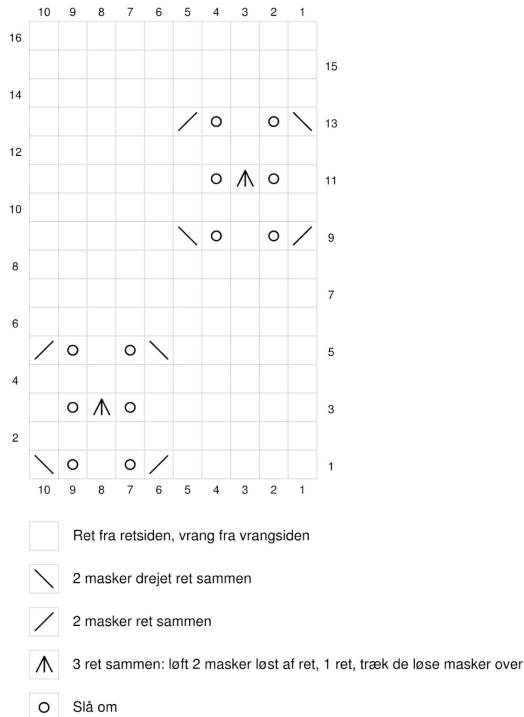 10 9 8 7 6 5 4 3 2 1
16
15
14
13
12
11
10
9
8
7
6
5
4
3
2
1
10 9 8 7 6 5 4 3 2 1
Ret fra retsiden, vrang fra vrangsiden
2 masker drejet ret sammen
2 masker ret sammen
3 ret sammen: løft 2 masker løst af ret, 1 ret, træk de løse masker over
Slå om